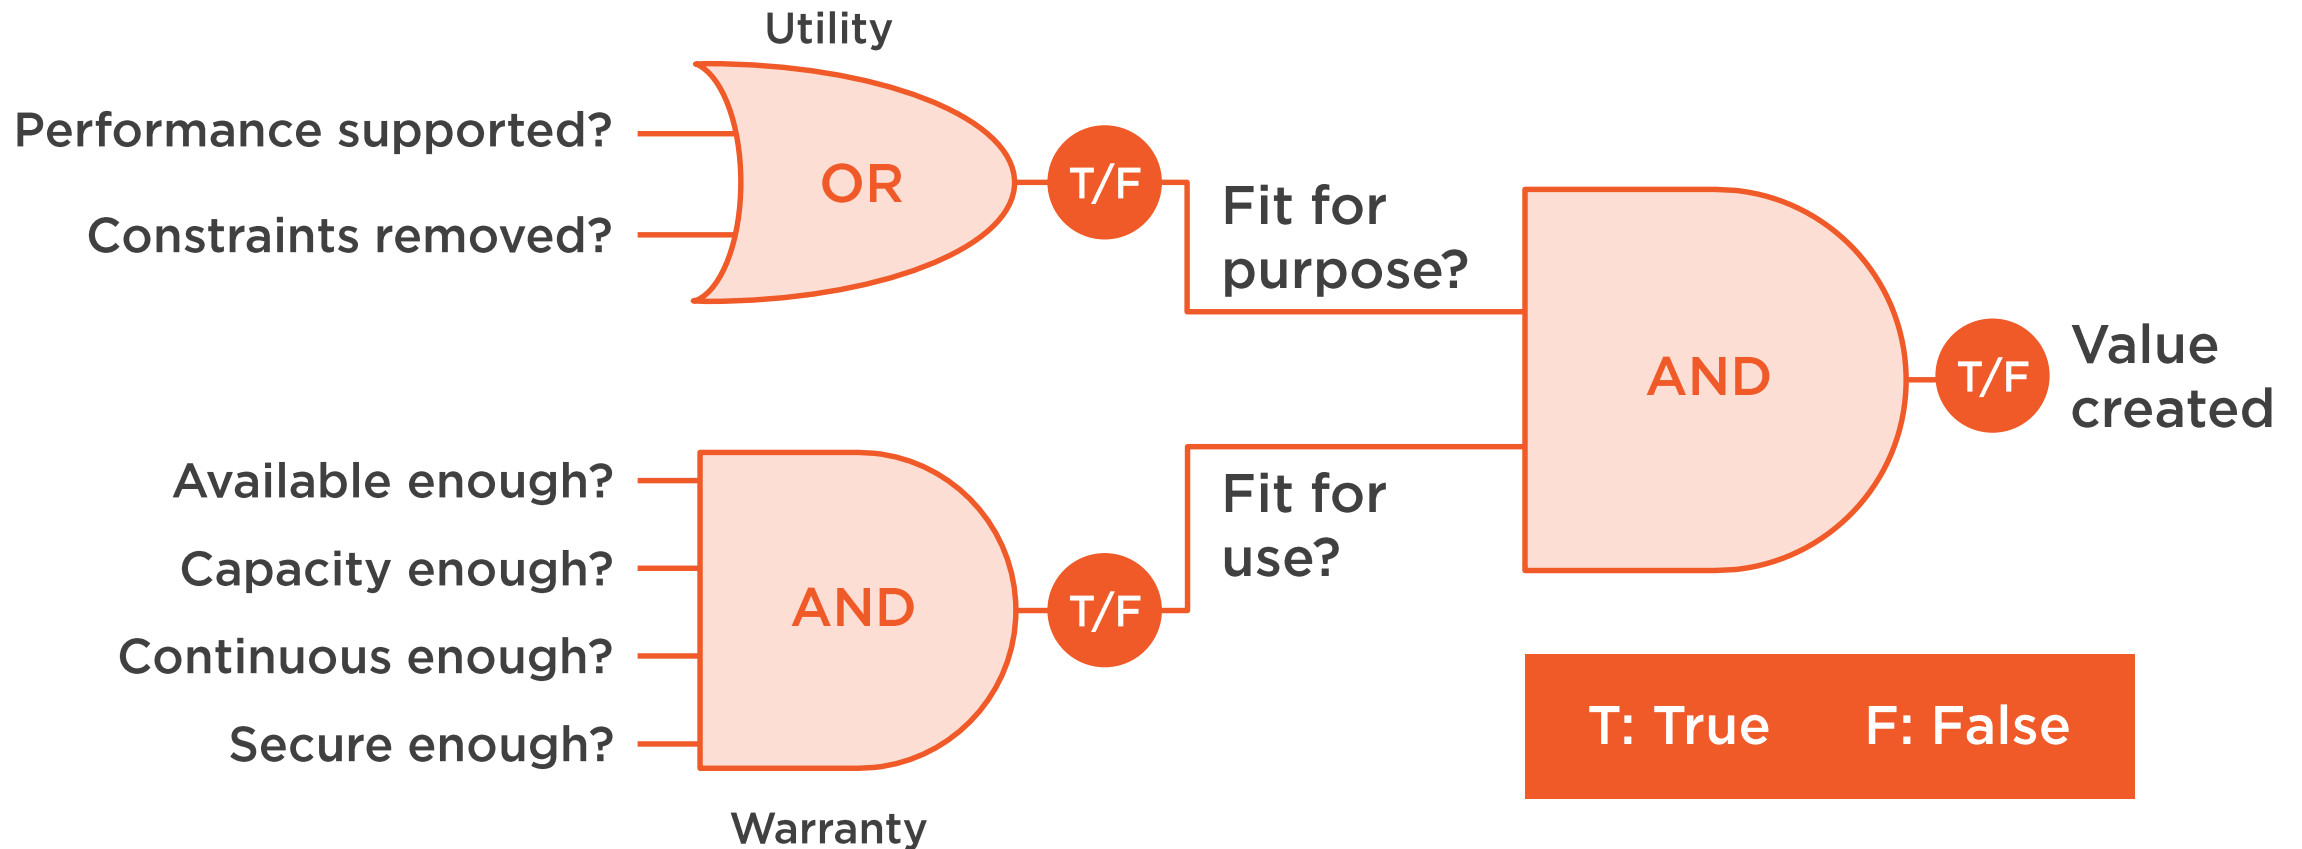 Utility
Performance supported?
Constraints removed?
OR
T/F
Fit for
purpose?
Available enough?
Capacity enough?
Continuous enough?
Secure enough?
AND
T/F
Fit for
use?
Warranty
AND
T/F
Value
created
T: True F: False